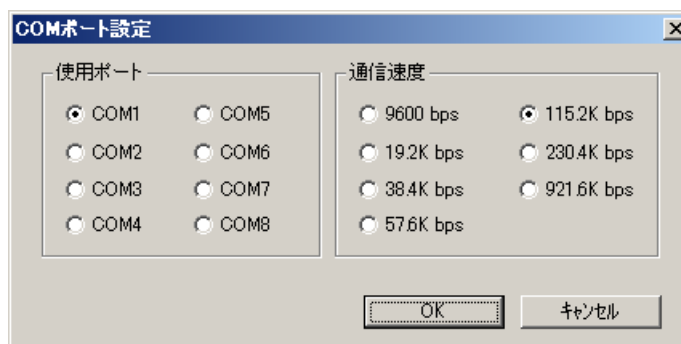 COMポート設定
使用ポート
COM1 COM5
COM2 COM6
COM3 COM7
COM4 COM8
通信速度
9600 bps 115.2K bps
19.2K bps 230.4K bps
38.4K bps 921.6K bps
57.6K bps
OK キャンセル